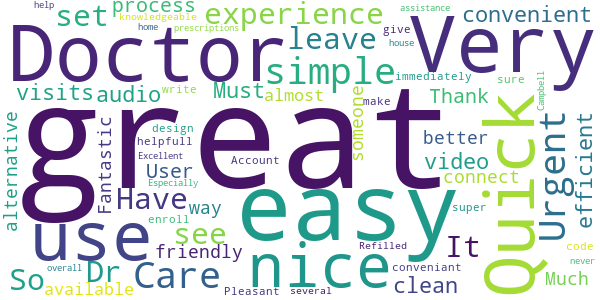 help
process
knowledgeable
set
experience
give
assistance
convenient
home
prescriptions
Doctor
leave
house
Very
simple
immediately
visits
audio
Must
almost
write
someone
make
sure
Thank
Campbell
great
Quick
alternative
Fantastic
design
helpfull
Excellent
Account
Especially
User
better
video
connect
Urgent
efficient
easy
Have
way
enroll
see
super
use
friendly
nice
Refilled
It
code
never
So
Dr
Care
available
overall
Pleasant
several
conveniant
clean
Much